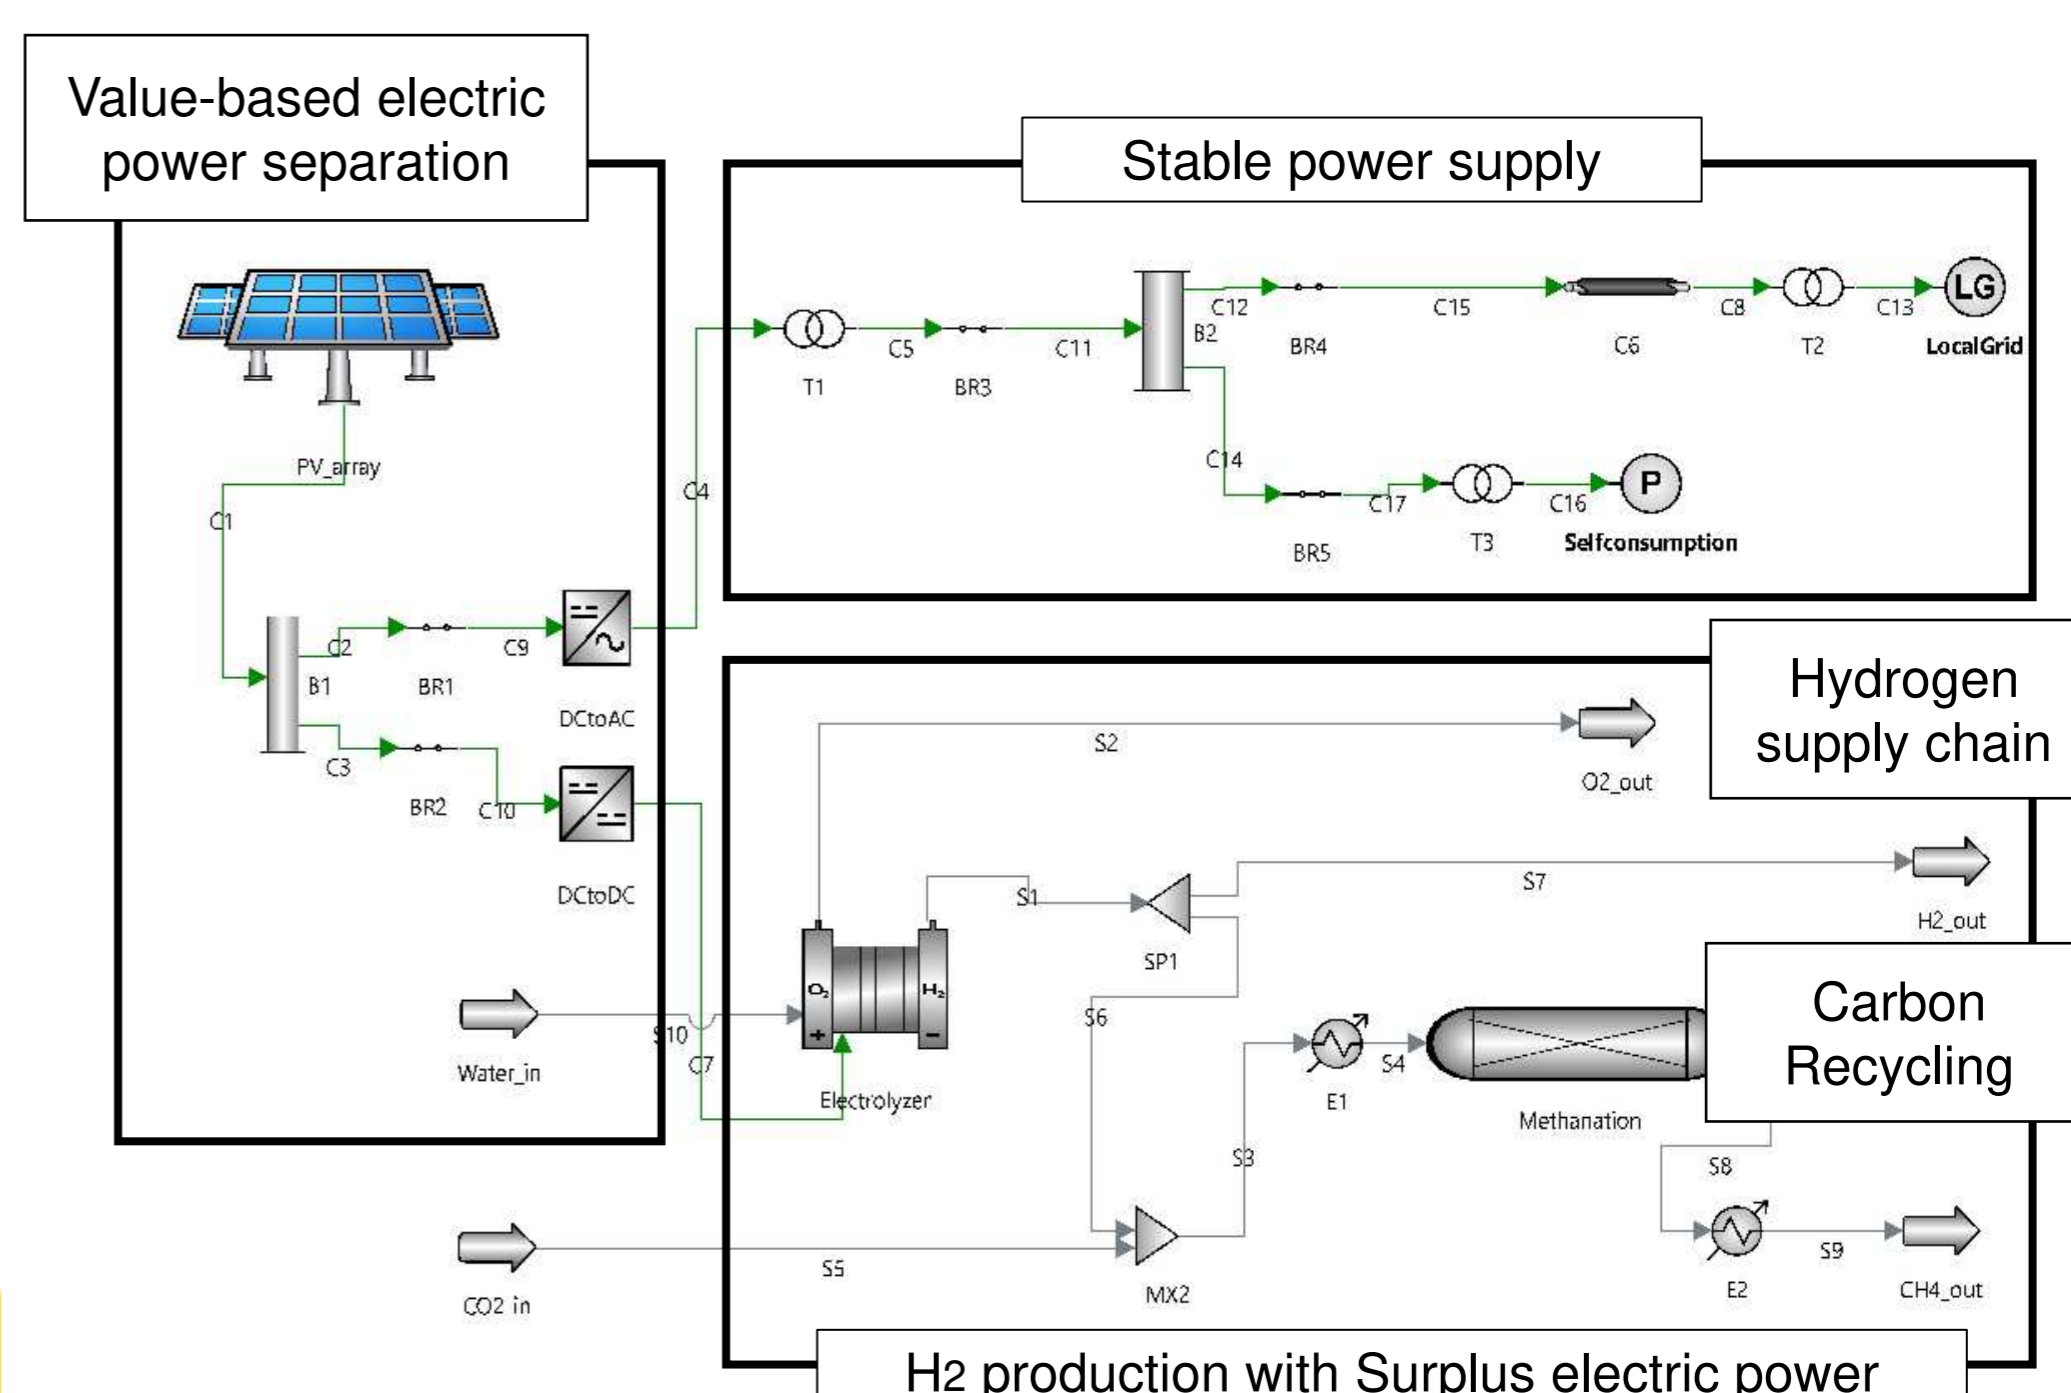 Value-based electric
power separation
Stable power supply
LG
C12
C15
C8
C13
B2
C5
C11
BR4
C6
T2
LocalGrid
T1
BR3
PV_array
C14
C4
P
C1
C17
C16
BR5
T3
Selfconsumption
C2
C9
B1
BR1
DCtoAC
Hydrogen
supply chain
S2
C3
O2_out
BR2
C10
DCtoDC
S1
S7
SP1
H2_out
O2
H2
+
−
S10
S6
Carbon
Recycling
Water_in
C7
Electrolyzer
S4
E1
Methanation
S3
S8
S5
S9
CO2 in
MX2
E2
CH4_out
H2 production with Surplus electric power